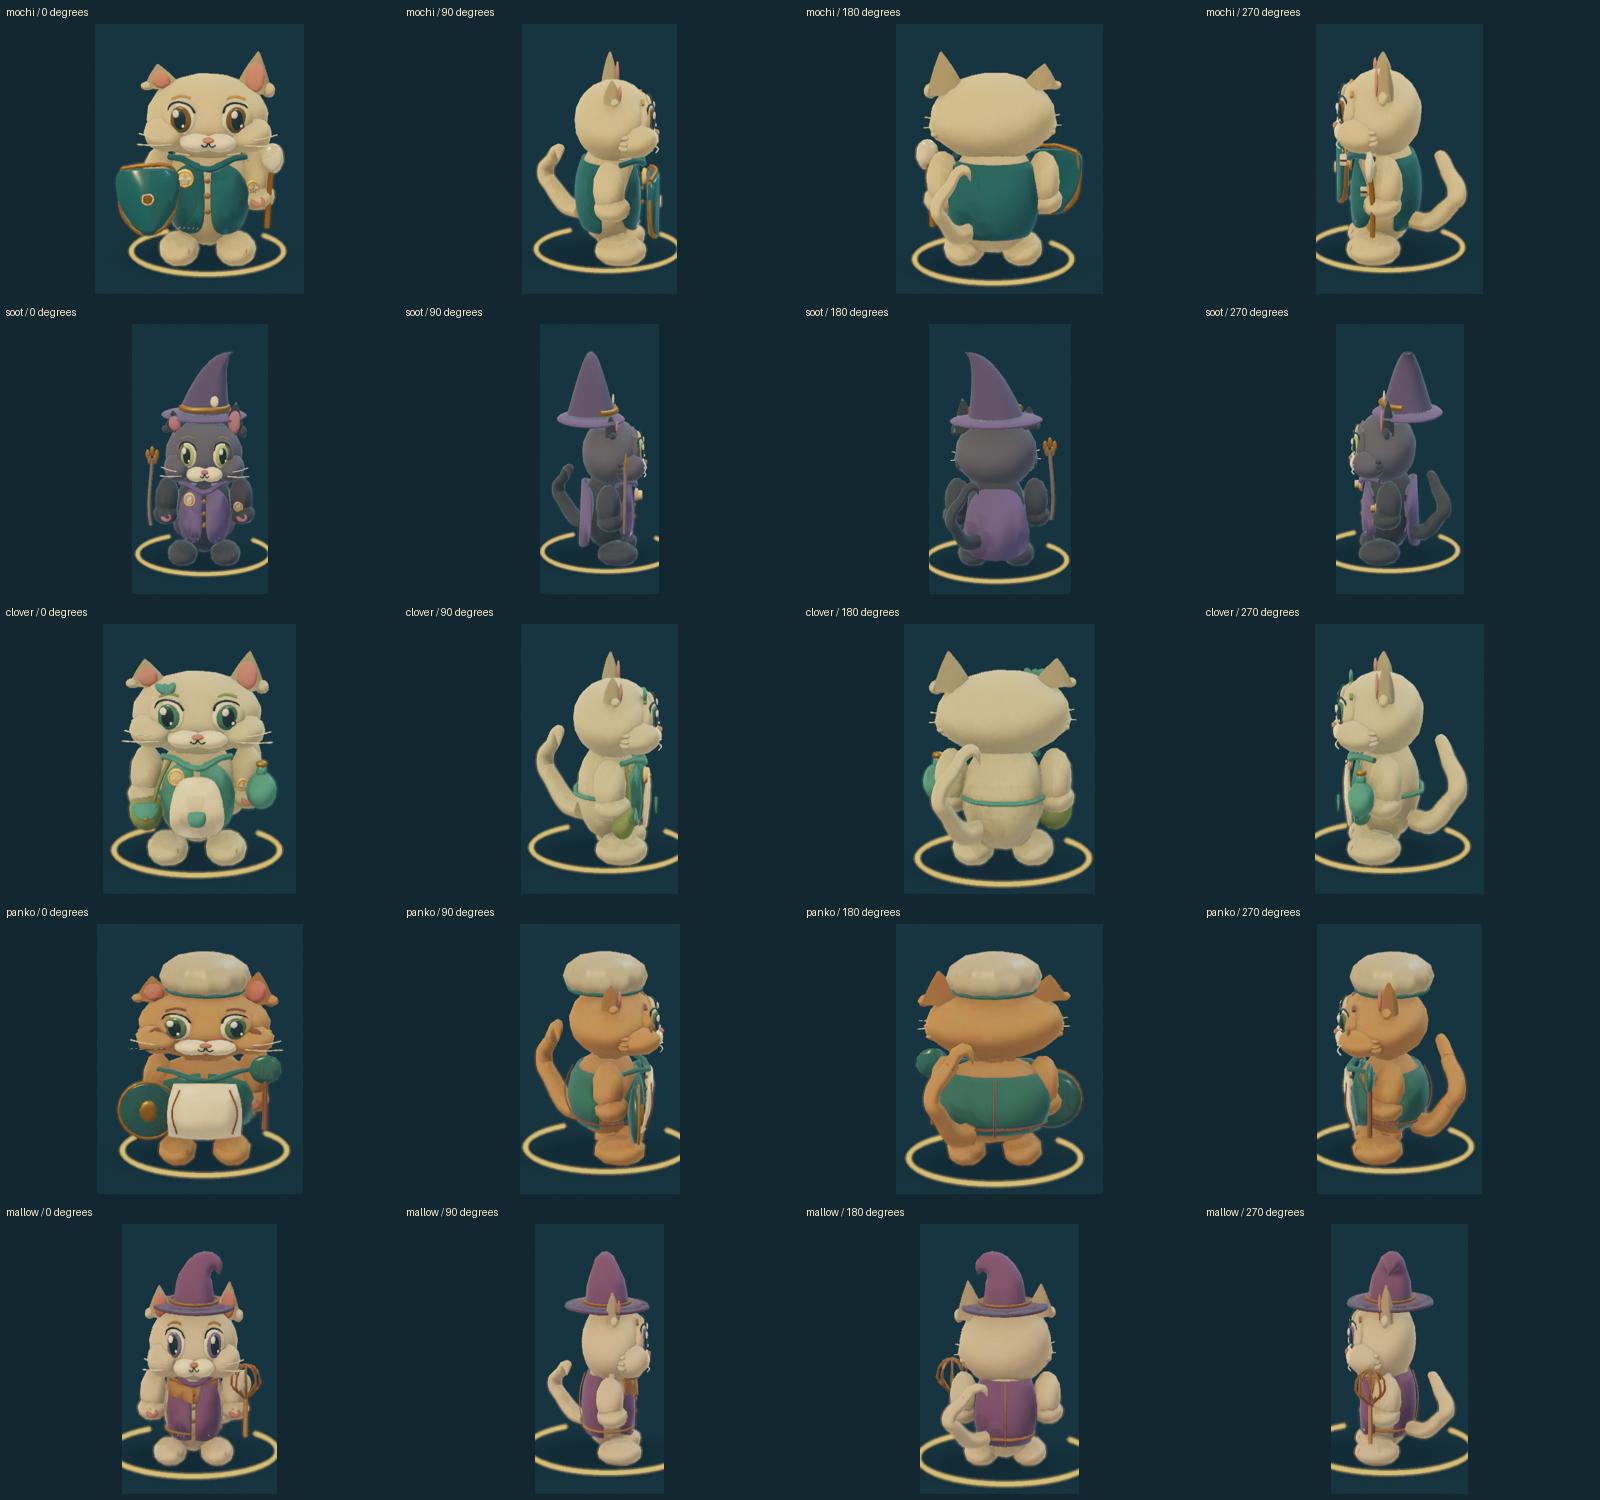 mochi / 0 degrees
mochi / 90 degrees
mochi / 180 degrees
mochi / 270 degrees
soot / 0 degrees
soot / 90 degrees
soot / 180 degrees
soot / 270 degrees
clover / 0 degrees
clover / 90 degrees
clover / 180 degrees
clover / 270 degrees
panko / 0 degrees
panko / 90 degrees
panko / 180 degrees
panko / 270 degrees
mallow / 0 degrees
mallow / 90 degrees
mallow / 180 degrees
mallow / 270 degrees